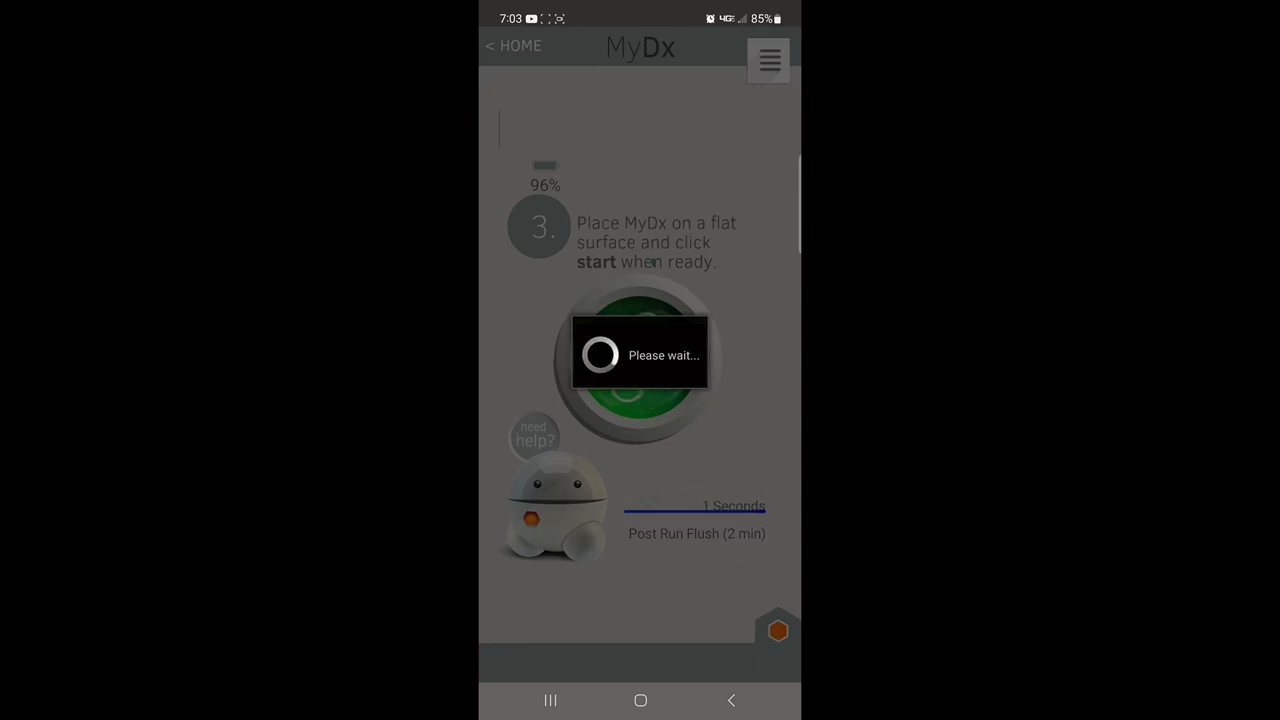 7:03 4G 85%
< HOME MyDx
96%
3. Place MyDx on a flat
surface and click
start when ready.
Please wait...
need
help?
1 Seconds
Post Run Flush (2 min)